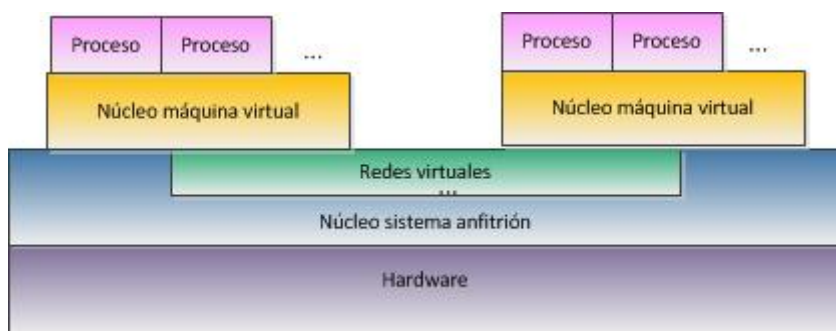 Proceso Proceso ... Proceso Proceso ...
Núcleo máquina virtual Núcleo máquina virtual
Redes virtuales
...
Núcleo sistema anfitrión
Hardware